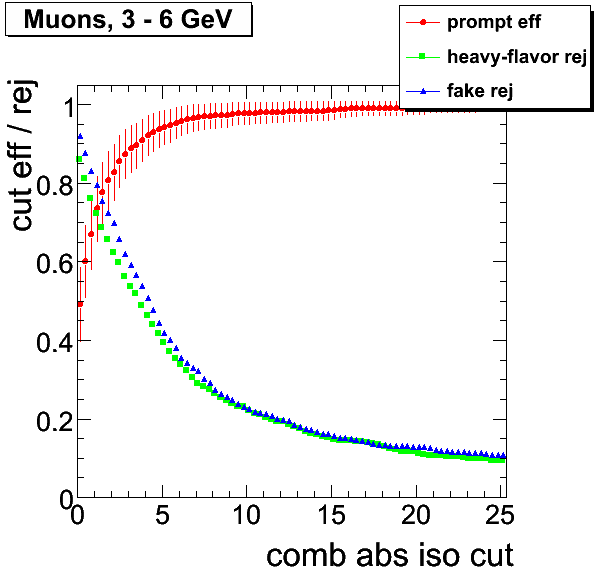 Muons, 3 - 6 GeV
prompt eff
heavy-flavor rej
fake rej
cut eff / rej
1
0.8
0.6
0.4
0.2
0
0 5 10 15 20 25
comb abs iso cut